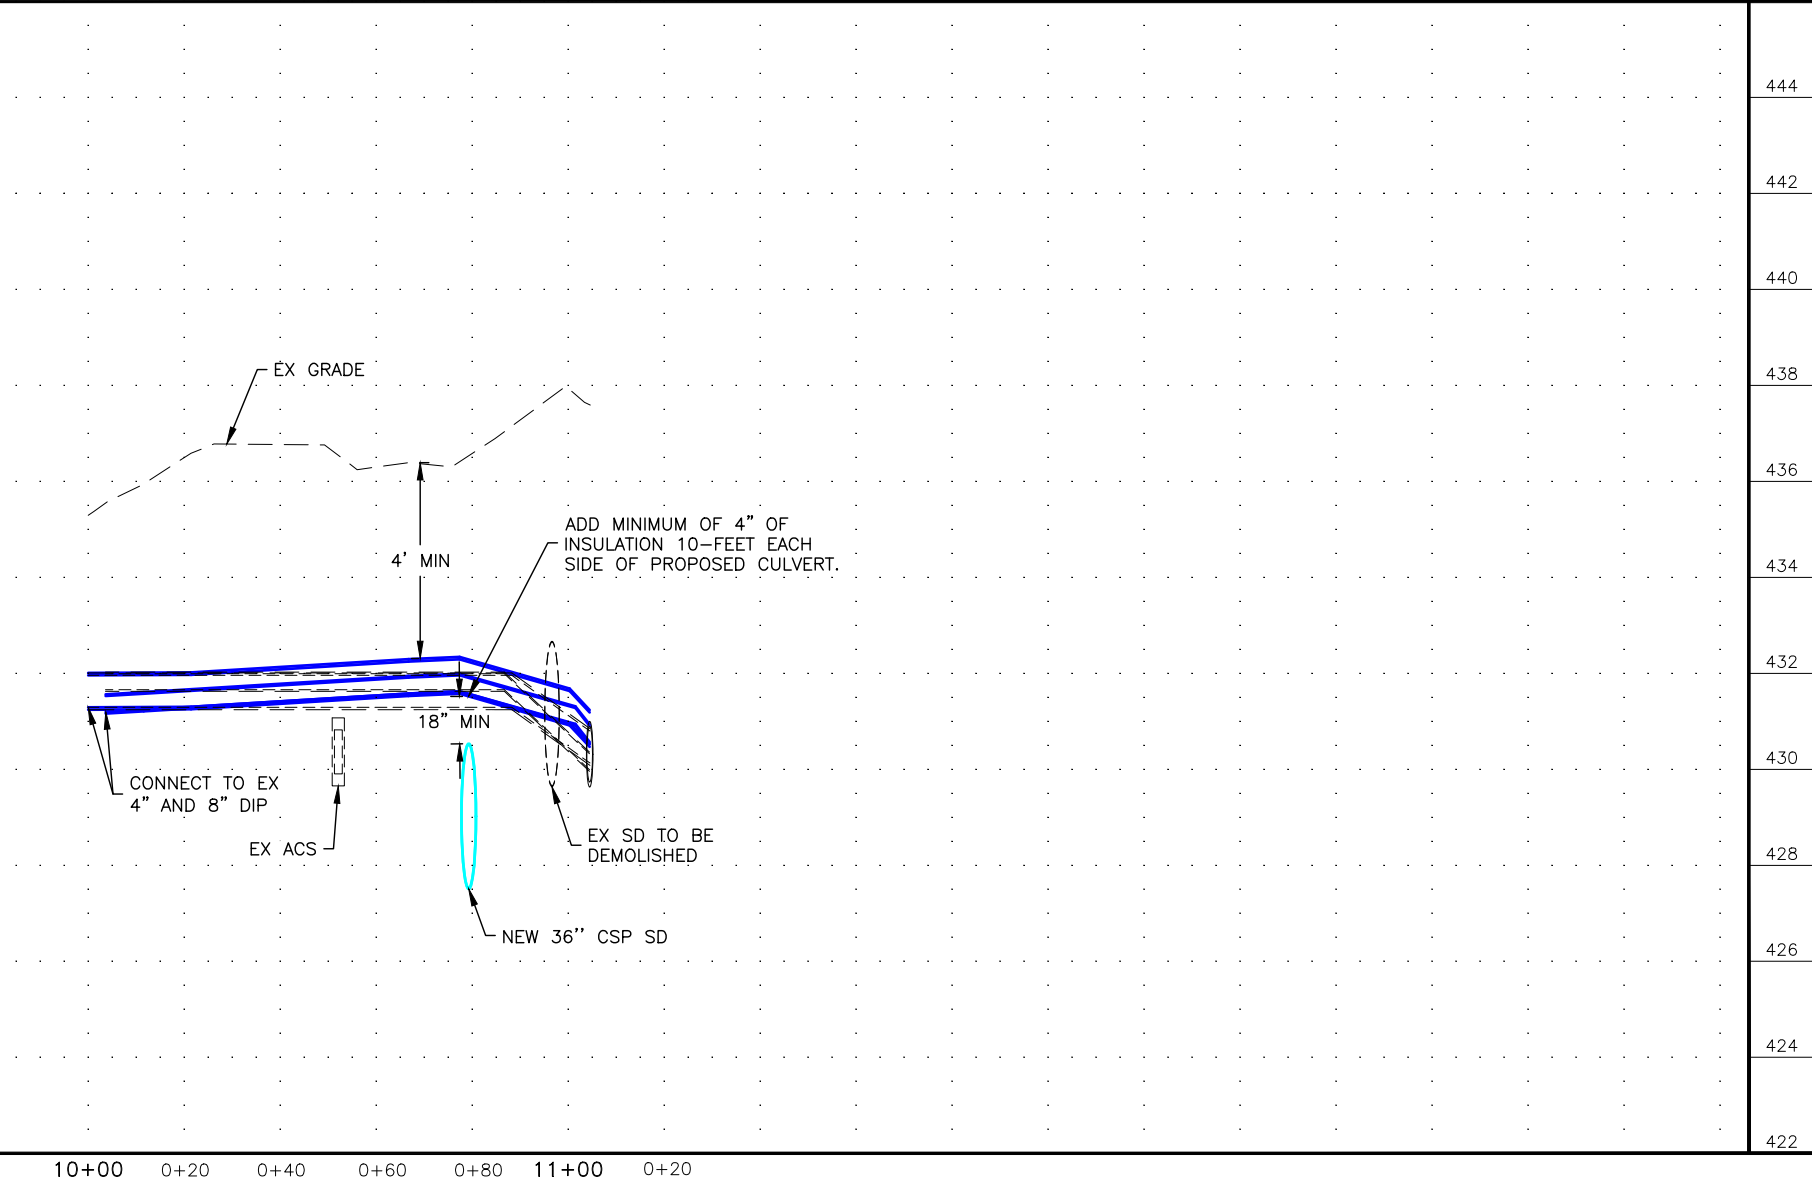 444
442
440
438
EX GRADE
436
ADD MINIMUM OF 4" OF
INSULATION 10-FEET EACH
SIDE OF PROPOSED CULVERT.
4' MIN
434
432
18" MIN
430
CONNECT TO EX
4" AND 8" DIP
EX ACS
EX SD TO BE
DEMOLISHED
428
NEW 36'' CSP SD
426
424
422
10+00 0+20 0+40 0+60 0+80 11+00 0+20